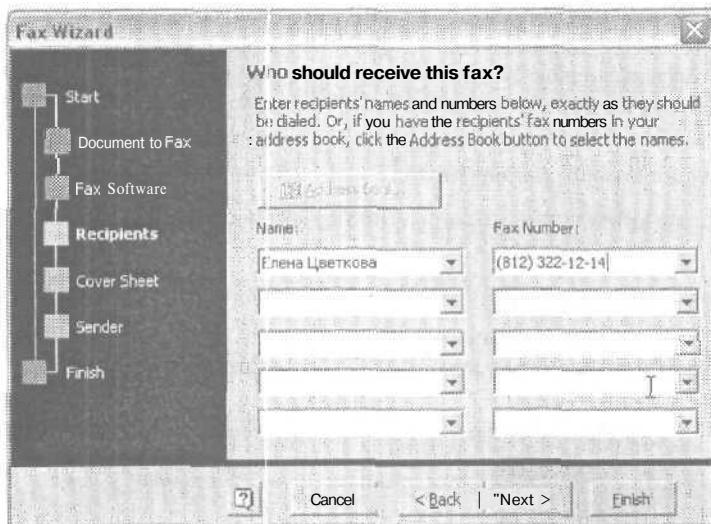 Fax Wizard
Start
Document to Fax
Fax Software
Recipients
Cover Sheet
Sender
Finish
Who should receive this fax?
Enter recipients' names and numbers below, exactly as they should
be dialed. Or, if you have the recipients' fax numbers in your
: address book, click the Address Book button to select the names.
Address Book...
Name:
Fax Number:
Елена Цветкова
(812) 322-12-14
Cancel
< Back
"Next >
Finish